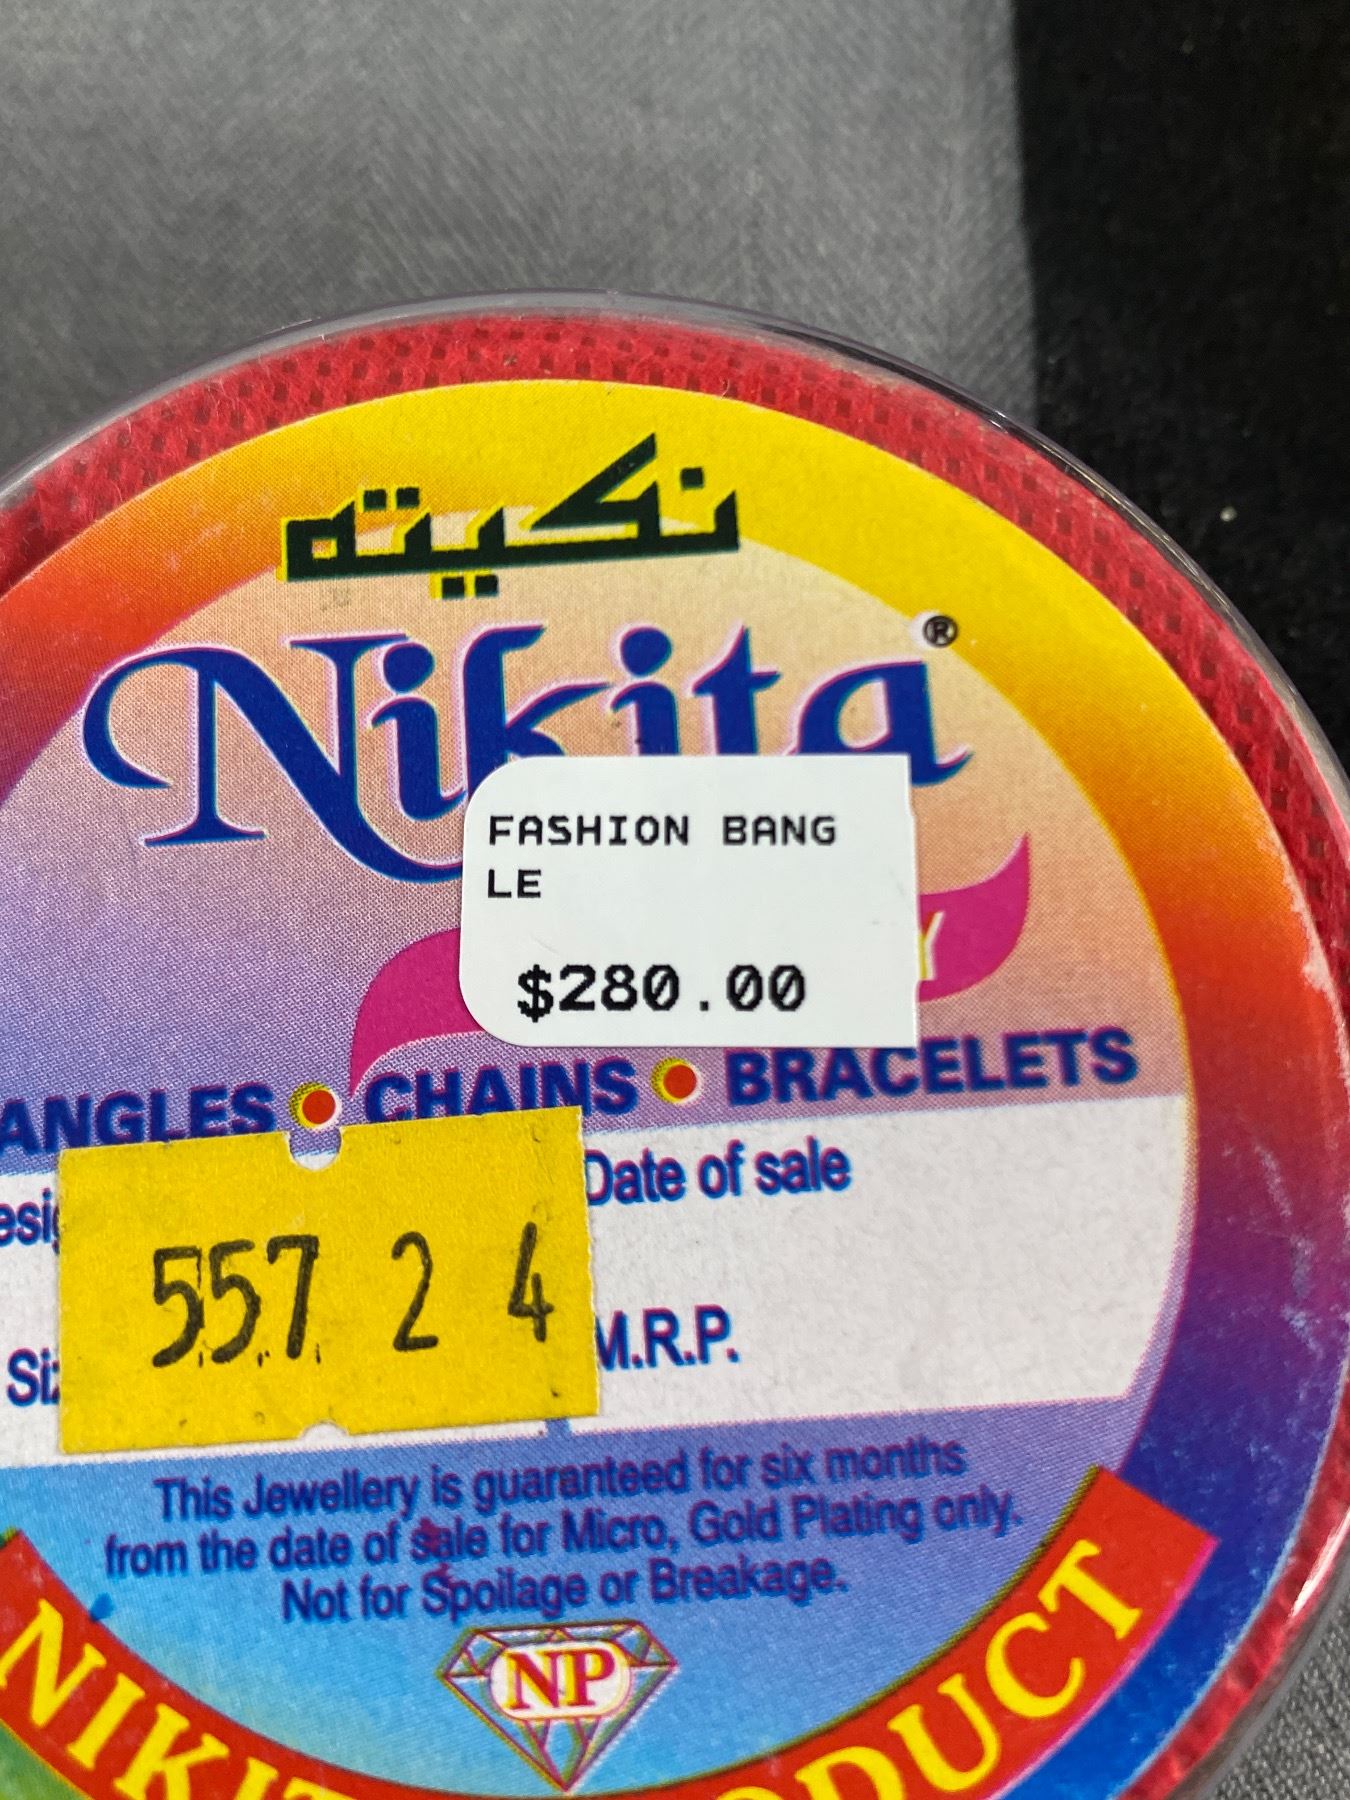 نكيته
Nikita®
FASHION BANG
LE
$280.00
ANGLES • CHAINS • BRACELETS
Date of sale
557 2 4
M.R.P.
This Jewellery is guaranteed for six months
from the date of sale for Micro, Gold Plating only.
Not for Spoilage or Breakage.
NP